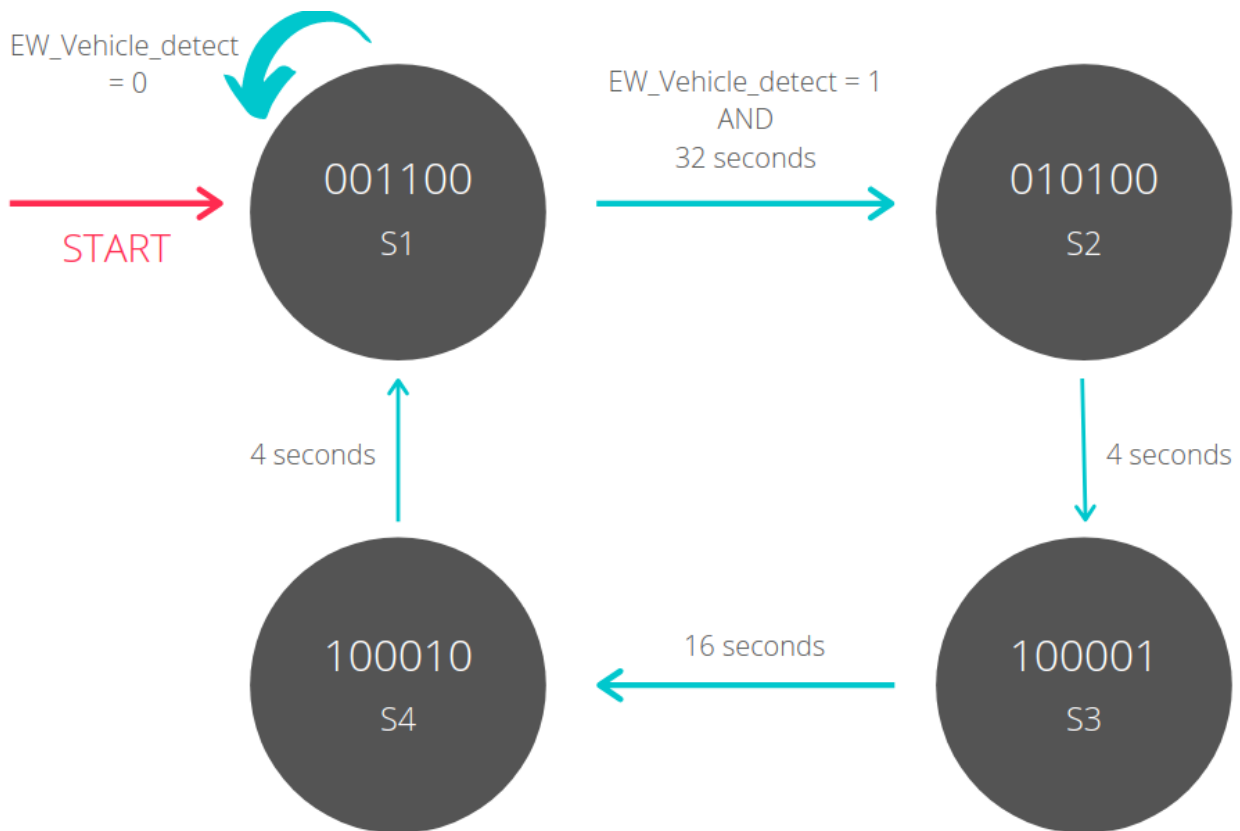 EW_Vehicle_detect
= 0
EW_Vehicle_detect = 1
AND
32 seconds
START
001100
S1
010100
S2
4 seconds
4 seconds
16 seconds
100010
S4
100001
S3